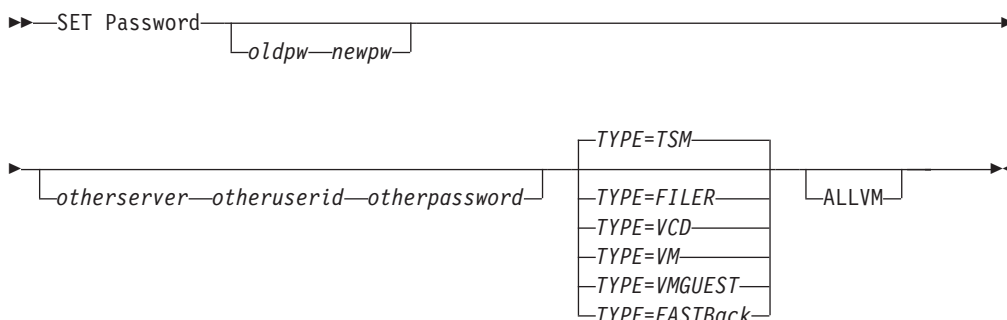 SET Password
oldpw newpw
TYPE=TSM
otherserver otheruserid otherpassword
TYPE=FILER
ALLVM
TYPE=VCD
TYPE=VM
TYPE=VMGUEST
TYPE=FASTBack